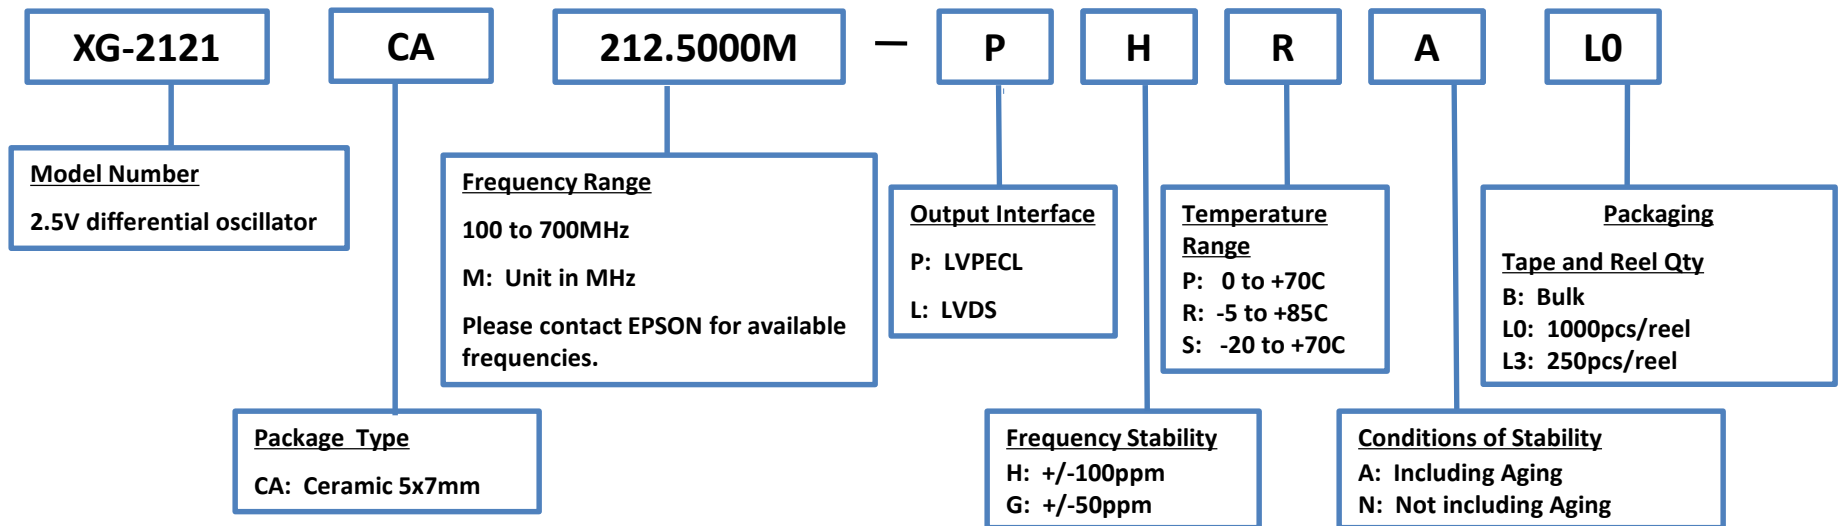 XG-2121 CA 212.5000M — P H R A L0
Model Number
2.5V differential oscillator
Frequency Range
100 to 700MHz
M: Unit in MHz
Please contact EPSON for available
frequencies.
Output Interface
P: LVPECL
L: LVDS
Temperature
Range
P: 0 to +70C
R: -5 to +85C
S: -20 to +70C
Packaging
Tape and Reel Qty
B: Bulk
L0: 1000pcs/reel
L3: 250pcs/reel
Package Type
CA: Ceramic 5x7mm
Frequency Stability
H: +/-100ppm
G: +/-50ppm
Conditions of Stability
A: Including Aging
N: Not including Aging